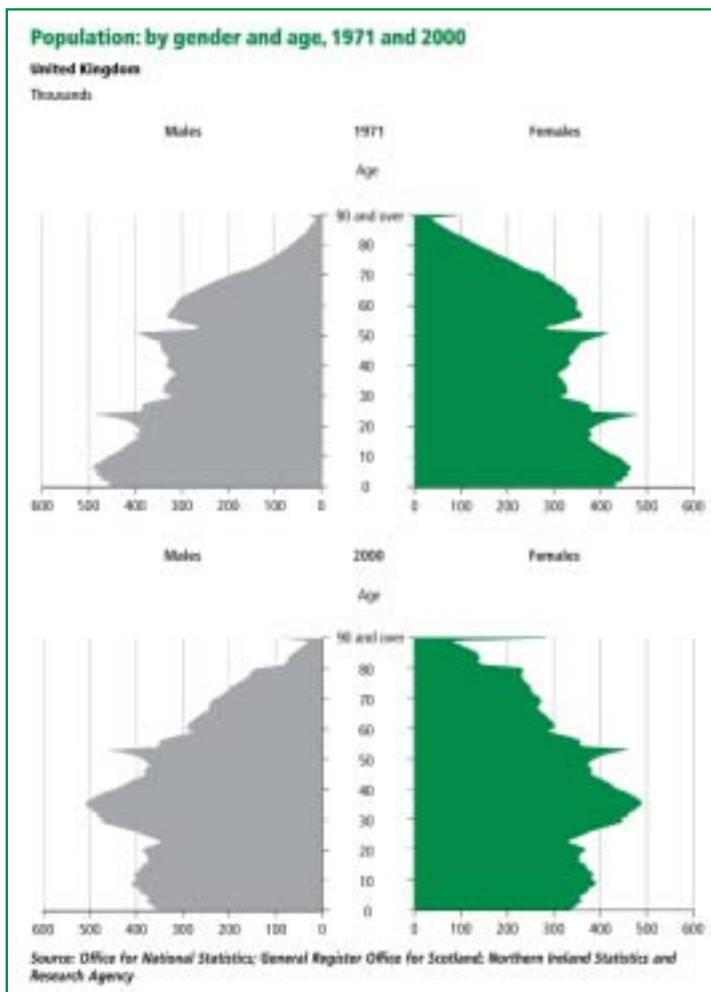 Population: by gender and age, 1971 and 2000
United Kingdom
Thousands
Males 1971 Females
Age
90 and over
80
70
60
50
40
30
20
10
0
600 500 400 300 200 100 0 0 100 200 300 400 500 600
Males 2000 Females
Age
90 and over
80
70
60
50
40
30
20
10
0
600 500 400 300 200 100 0 0 100 200 300 400 500 600
Source: Office for National Statistics; General Register Office for Scotland; Northern Ireland Statistics and
Research Agency